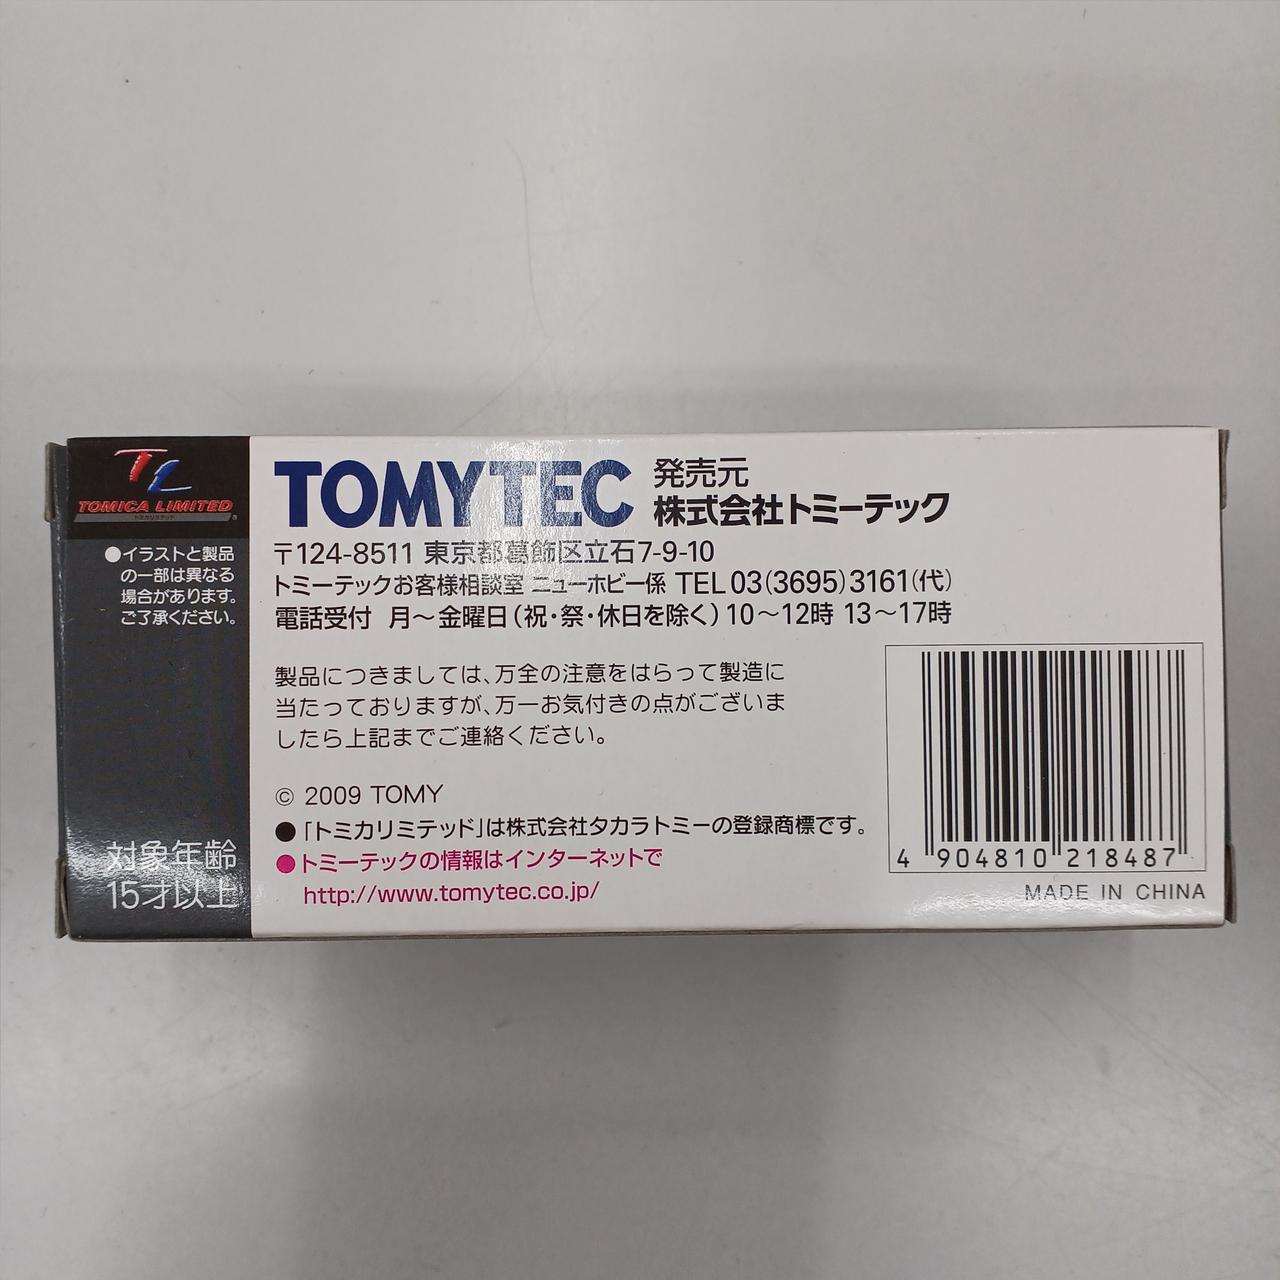 TL
TOMICA LIMITED
トミカリミテッド
●イラストと製品
の一部は異なる
場合があります。
ご了承ください。
対象年齢
15才以上
TOMYTEC
発売元
株式会社トミーテック
〒124-8511 東京都葛飾区立石7-9-10
トミーテックお客様相談室 ニューホビー係 TEL 03(3695)3161(代)
電話受付 月～金曜日(祝・祭・休日を除く) 10～12時 13～17時
製品につきましては、万全の注意をはらって製造に
当たっておりますが、万一お気付きの点がございま
したら上記までご連絡ください。
© 2009 TOMY
●「トミカリミテッド」は株式会社タカラトミーの登録商標です。
●トミーテックの情報はインターネットで
http://www.tomytec.co.jp/
4 904810 218487
MADE IN CHINA